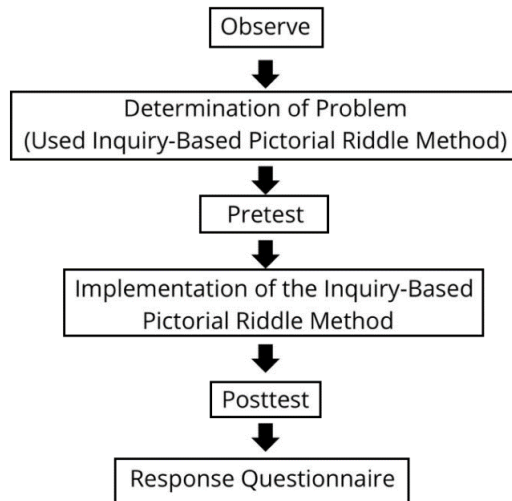 Observe
Determination of Problem
(Used Inquiry-Based Pictorial Riddle Method)
Pretest
Implementation of the Inquiry-Based
Pictorial Riddle Method
Posttest
Response Questionnaire